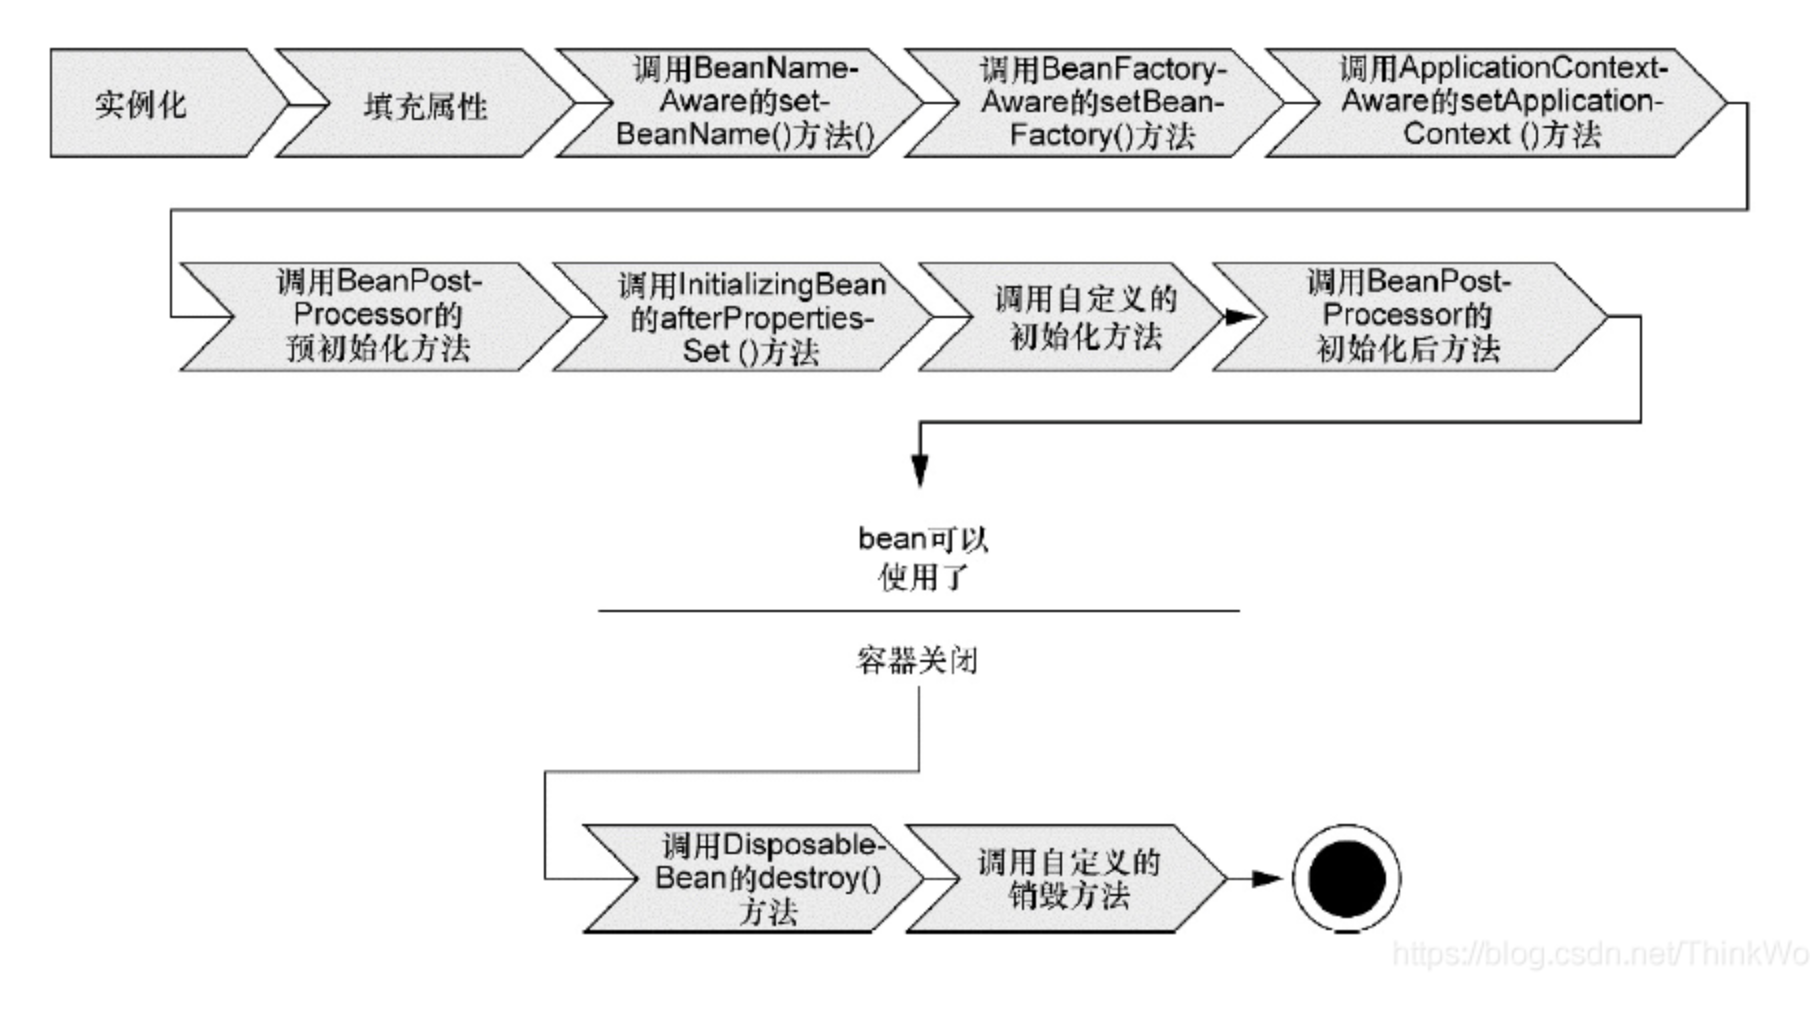 实例化
填充属性
调用BeanName-
Aware的set-
BeanName()方法()
调用BeanFactory-
Aware的setBean-
Factory()方法
调用ApplicationContext-
Aware的setApplication-
Context ()方法
调用BeanPost-
Processor的
预初始化方法
调用InitializingBean
的afterProperties-
Set ()方法
调用自定义的
初始化方法
调用BeanPost-
Processor的
初始化后方法
bean可以
使用了
容器关闭
调用Disposable-
Bean的destroy()
方法
调用自定义的
销毁方法
https://blog.csdn.net/ThinkWo